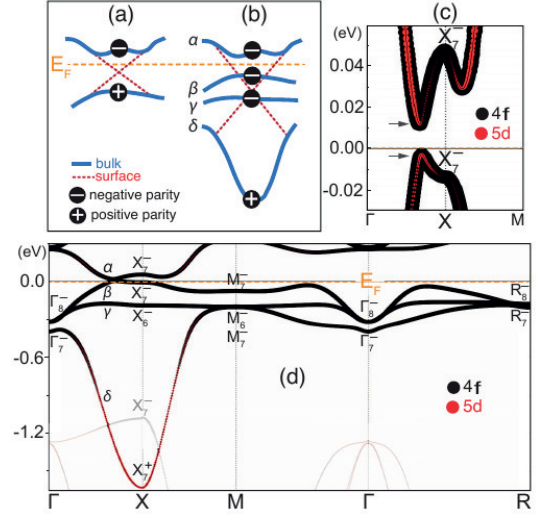 (a)
(b)
α
−
−
E_F
−
β
γ
−
+
δ
bulk
surface
− negative parity
+ positive parity
+
(c)
(eV)
X₇⁻
0.04
4f
5d
0.02
0.00
X₇⁻
-0.02
Γ X M
(eV)
α X₇⁻
0.0
M₇⁻
E_F
β X₇⁻
Γ₈⁻
γ X₆⁻
M₆⁻
Γ₈⁻
R₈⁻
Γ₇⁻
M₇⁻
Γ₇⁻
R₇⁻
-0.6
(d)
4f
δ
X₇⁻
5d
-1.2
X₇⁺
Γ X M Γ R